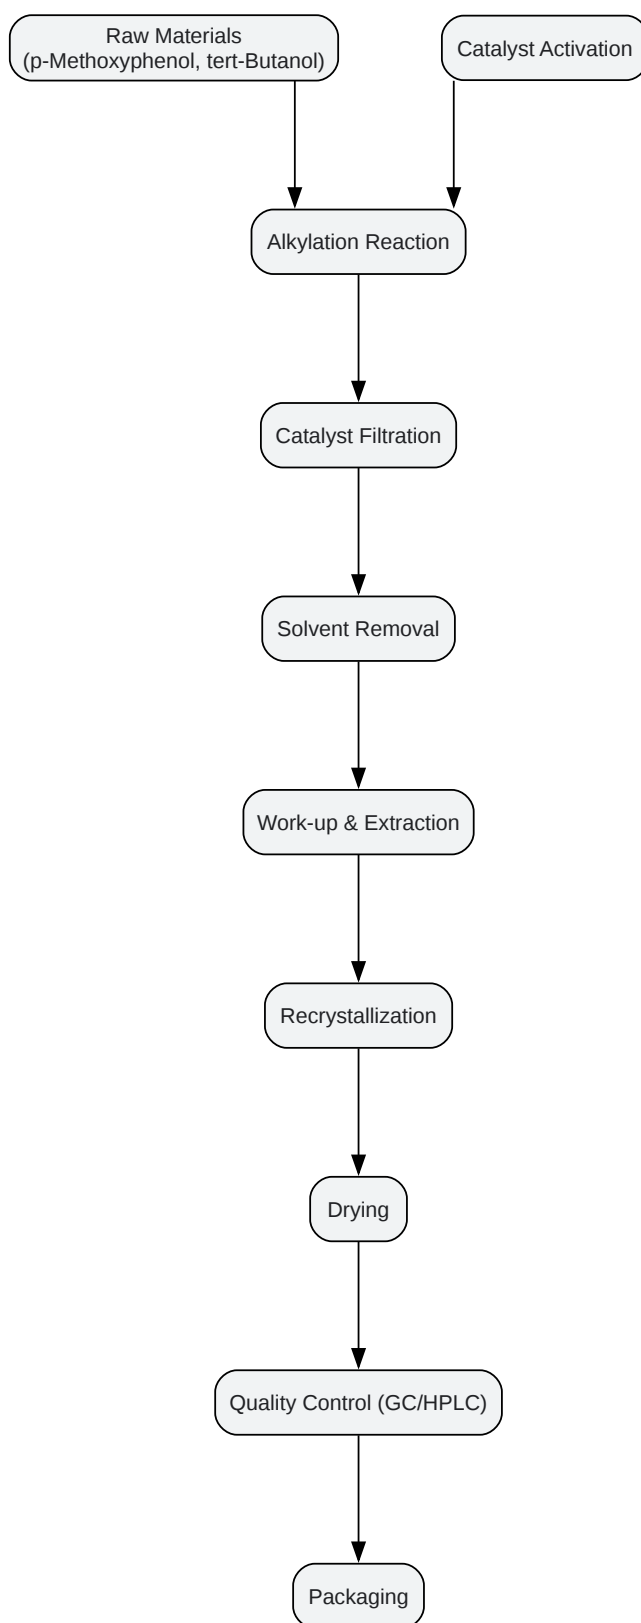 Raw Materials
(p-Methoxyphenol, tert-Butanol)
Catalyst Activation
Alkylation Reaction
Catalyst Filtration
Solvent Removal
Work-up & Extraction
Recrystallization
Drying
Quality Control (GC/HPLC)
Packaging